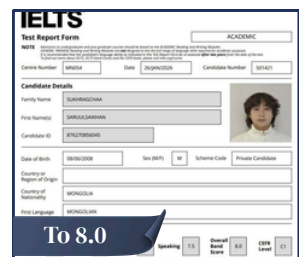 IELTS
Test Report Form
ACADEMIC
NOTE
Centre Number MN054 Date 26/JAN/2026 Candidate Number 501421
Candidate Details
Family Name SUKHRAGCHAA
First Name(s) SARUULSAIKHAN
Candidate ID 876270856045
Date of Birth 08/06/2008 Sex (M/F) M Scheme Code Private Candidate
Country or
Region of Origin
Country of
Nationality MONGOLIA
First Language MONGOLIAN
To 8.0
Speaking 7.5 Overall Band Score 8.0 CEFR Level C1